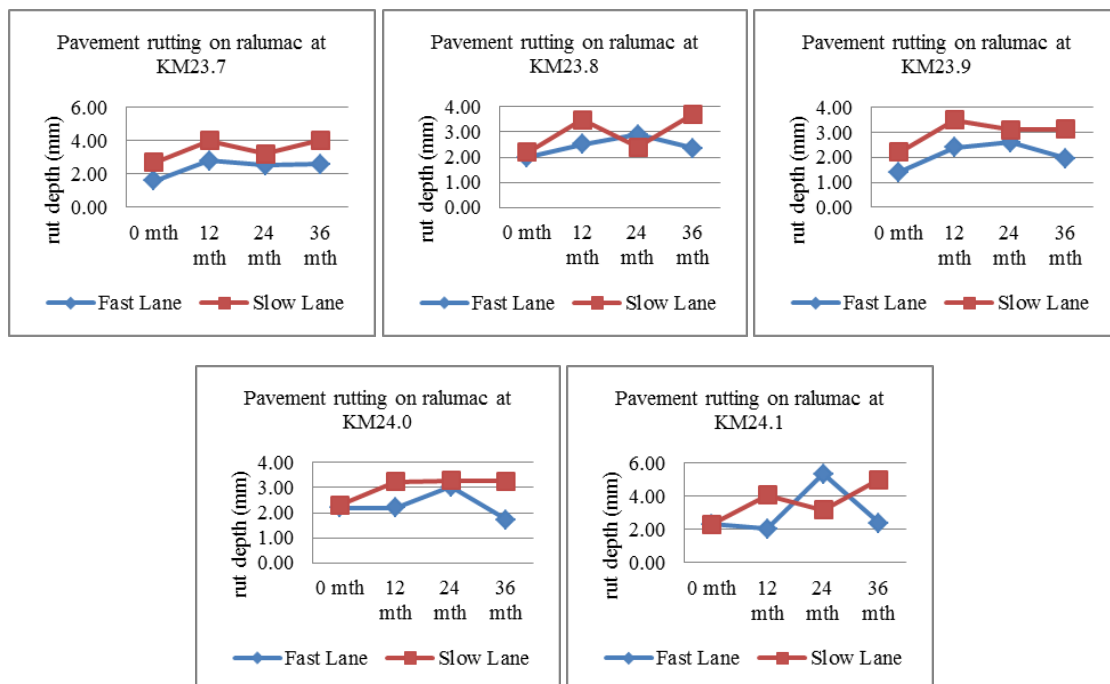 Pavement rutting on ralumac at
KM23.7
rut depth (mm)
6.00
4.00
2.00
0.00
0 mth 12 24 36
mth mth mth
Fast Lane Slow Lane
Pavement rutting on ralumac at
KM23.8
rut depth (mm)
4.00
3.00
2.00
1.00
0.00
0 mth 12 24 36
mth mth mth
Fast Lane Slow Lane
Pavement rutting on ralumac at
KM23.9
rut depth (mm)
4.00
3.00
2.00
1.00
0.00
0 mth 12 24 36
mth mth mth
Fast Lane Slow Lane
Pavement rutting on ralumac at
KM24.0
rut depth (mm)
4.00
3.00
2.00
1.00
0.00
0 mth 12 24 36
mth mth mth
Fast Lane Slow Lane
Pavement rutting on ralumac at
KM24.1
rut depth (mm)
6.00
4.00
2.00
0.00
0 mth 12 24 36
mth mth mth
Fast Lane Slow Lane